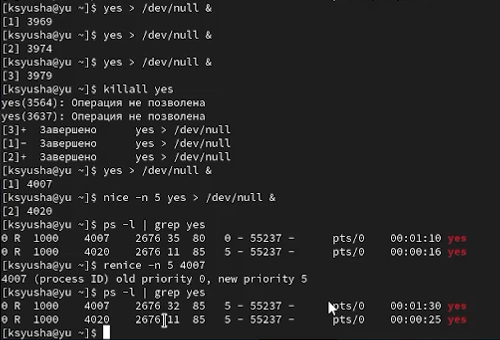 [ksyusha@yu ~]$ yes > /dev/null &
[1] 3969
[ksyusha@yu ~]$ yes > /dev/null &
[2] 3974
[ksyusha@yu ~]$ yes > /dev/null &
[3] 3979
[ksyusha@yu ~]$ killall yes
yes(3564): Операция не позволена
yes(3637): Операция не позволена
[3]+  Завершено      yes > /dev/null
[1]-  Завершено      yes > /dev/null
[2]+  Завершено      yes > /dev/null
[ksyusha@yu ~]$ yes > /dev/null &
[1] 4007
[ksyusha@yu ~]$ nice -n 5 yes > /dev/null &
[2] 4020
[ksyusha@yu ~]$ ps -l | grep yes
0 R  1000    4007    2676 35  80   0 - 55237 -      pts/0    00:01:10 yes
0 R  1000    4020    2676 11  85   5 - 55237 -      pts/0    00:00:16 yes
[ksyusha@yu ~]$ renice -n 5 4007
4007 (process ID) old priority 0, new priority 5
[ksyusha@yu ~]$ ps -l | grep yes
0 R  1000    4007    2676 32  85   5 - 55237 -      pts/0    00:01:30 yes
0 R  1000    4020    2676 11  85   5 - 55237 -      pts/0    00:00:25 yes
[ksyusha@yu ~]$